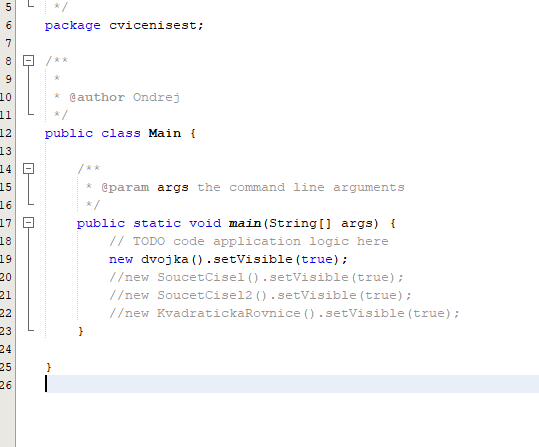 5 */
6 package cvicenisest;
7
8 /**
9 *
10 * @author Ondrej
11 */
12 public class Main {
13
14 /**
15 * @param args the command line arguments
16 */
17 public static void main(String[] args) {
18 // TODO code application logic here
19 new dvojka().setVisible(true);
20 //new SoucetCisel().setVisible(true);
21 //new SoucetCisel2().setVisible(true);
22 //new KvadratickaRovnice().setVisible(true);
23 }
24
25 }
26